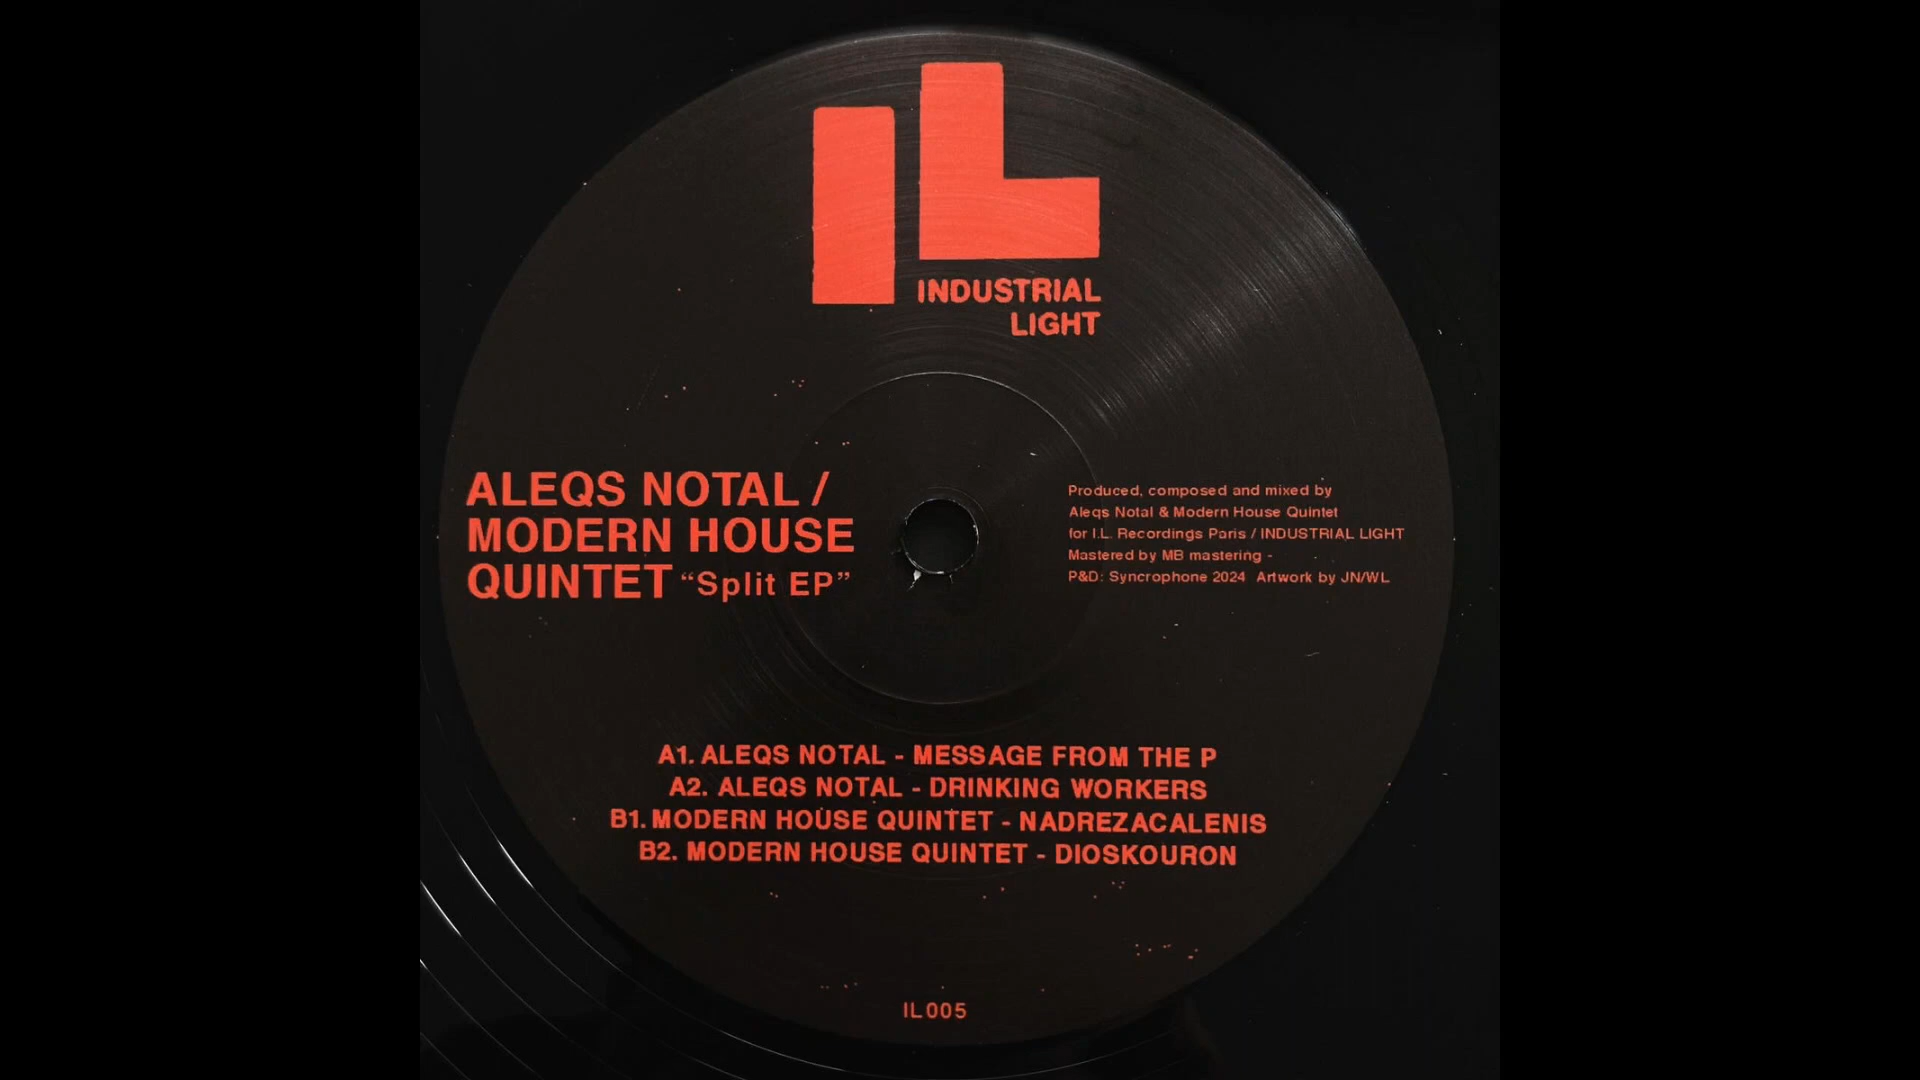 IL
INDUSTRIAL
LIGHT
ALEQS NOTAL /
MODERN HOUSE
QUINTET “Split EP”
Produced, composed and mixed by
Aleqs Notal & Modern House Quintet
for I.L. Recordings Paris / INDUSTRIAL LIGHT
Mastered by MB mastering -
P&D: Syncrophone 2024 Artwork by JN/WL
A1. ALEQS NOTAL - MESSAGE FROM THE P
A2. ALEQS NOTAL - DRINKING WORKERS
B1. MODERN HOUSE QUINTET - NADREZACALENIS
B2. MODERN HOUSE QUINTET - DIOSKOURON
IL005